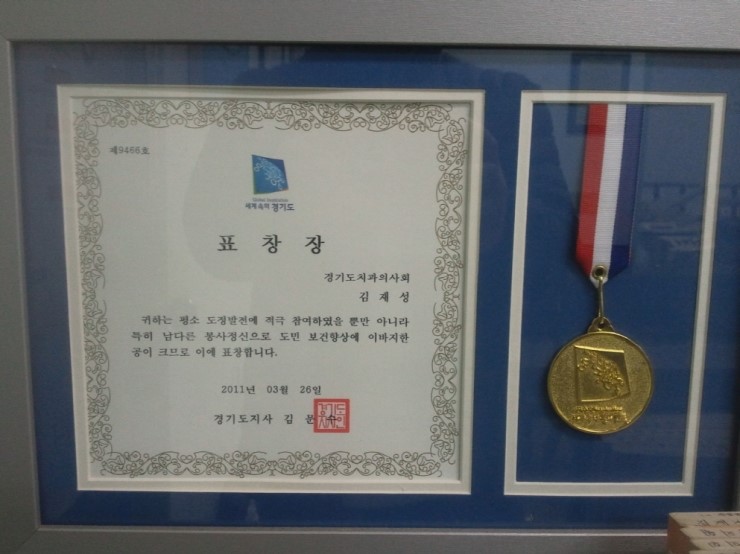 제9466호
Global Inspiration
세계속의 경기도
표 창 장
경기도치과의사회
김 재 성
귀하는 평소 도정발전에 적극 참여하였을 뿐만 아니라
특히 남다른 봉사정신으로 도민 보건향상에 이바지한
공이 크므로 이에 표창합니다.
2011년 03월 26일
경기도지사 김 문 수